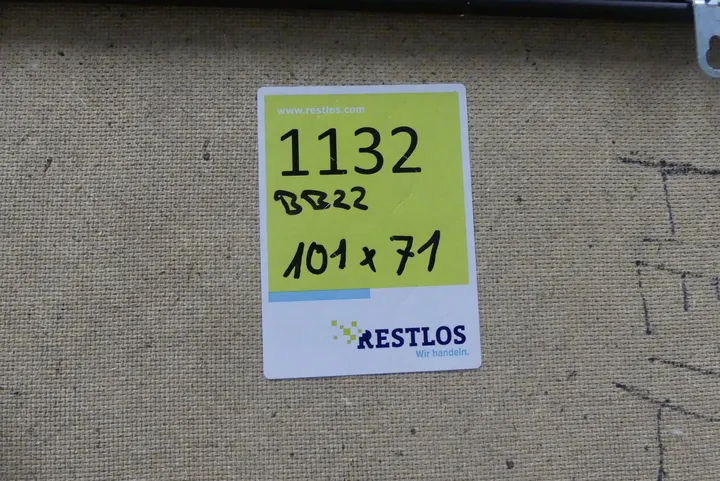 www.restlos.com
1132
BB22
101 x 71
RESTLOS
Wir handeln.